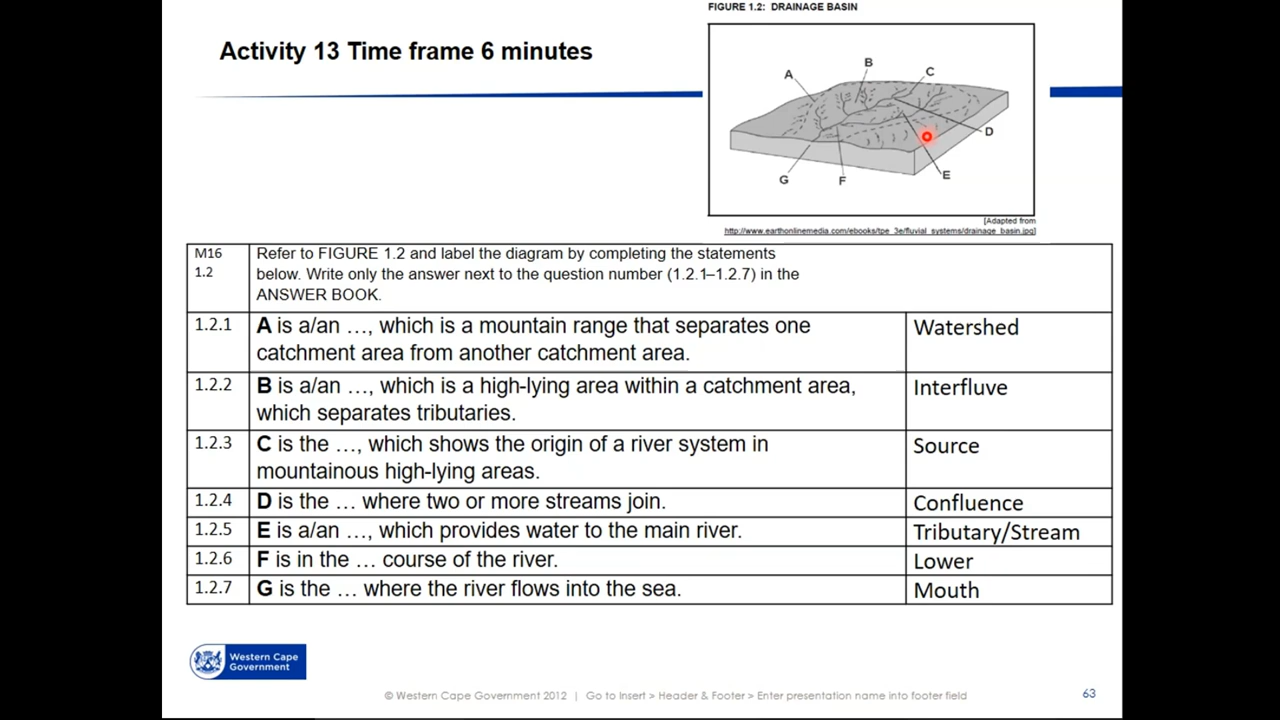 FIGURE 1.2: DRAINAGE BASIN
Activity 13 Time frame 6 minutes
A
B
C
D
E
F
G
[Adapted from
http://www.earthonlinemedia.com/ebooks/tpe_3e/fluvial_systems/drainage_basin.jpg]
M16
1.2
Refer to FIGURE 1.2 and label the diagram by completing the statements
below. Write only the answer next to the question number (1.2.1–1.2.7) in the
ANSWER BOOK.
1.2.1
A is a/an …, which is a mountain range that separates one
catchment area from another catchment area.
Watershed
1.2.2
B is a/an …, which is a high-lying area within a catchment area,
which separates tributaries.
Interfluve
1.2.3
C is the …, which shows the origin of a river system in
mountainous high-lying areas.
Source
1.2.4
D is the … where two or more streams join.
Confluence
1.2.5
E is a/an …, which provides water to the main river.
Tributary/Stream
1.2.6
F is in the … course of the river.
Lower
1.2.7
G is the … where the river flows into the sea.
Mouth
Western Cape
Government
© Western Cape Government 2012 | Go to Insert > Header & Footer > Enter presentation name into footer field
63